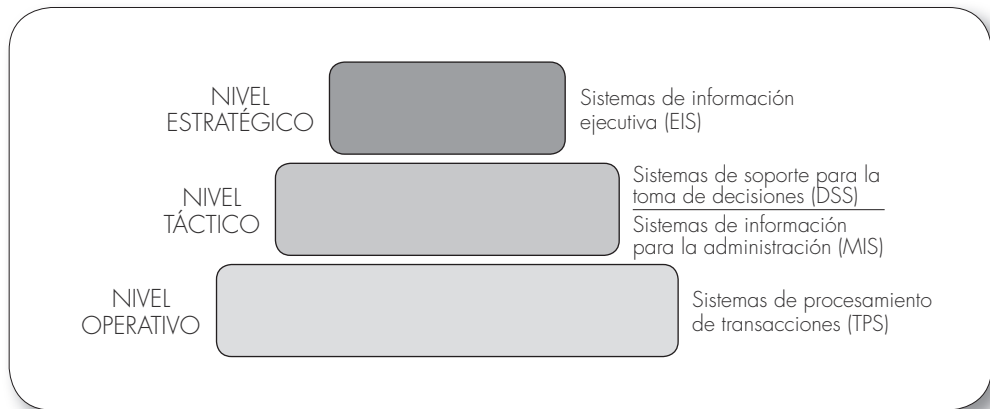 NIVEL
ESTRATÉGICO
Sistemas de información
ejecutiva (EIS)
NIVEL
TÁCTICO
Sistemas de soporte para la
toma de decisiones (DSS)
Sistemas de información
para la administración (MIS)
NIVEL
OPERATIVO
Sistemas de procesamiento
de transacciones (TPS)